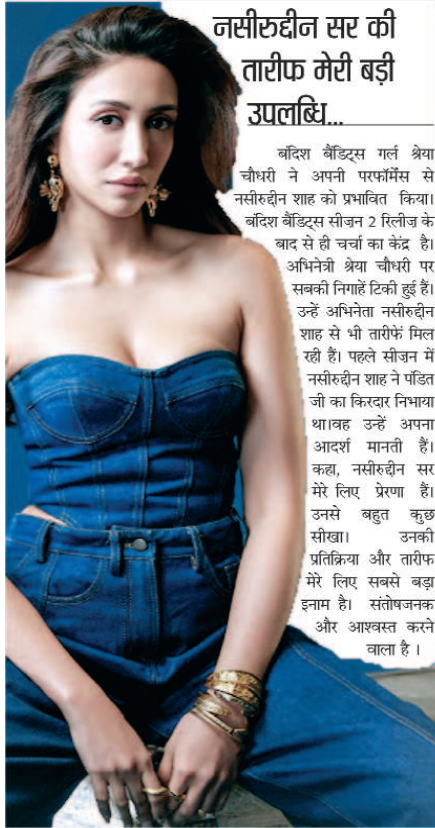 नसीरुद्दीन सर की
तारीफ मेरी बड़ी
उपलब्धि...
बंदिश बैंडिट्स गर्ल श्रेया
चौधरी ने अपनी परफॉर्मेंस से
नसीरुद्दीन शाह को प्रभावित किया।
बंदिश बैंडिट्स सीजन 2 रिलीज के
बाद से ही चर्चा का केंद्र है।
अभिनेत्री श्रेया चौधरी पर
सबकी निगाहें टिकी हुई हैं।
उन्हें अभिनेता नसीरुद्दीन
शाह से भी तारीफें मिल
रही हैं। पहले सीजन में
नसीरुद्दीन शाह ने पंडित
जी का किरदार निभाया
था।वह उन्हें अपना
आदर्श मानती हैं।
कहा, नसीरुद्दीन सर
मेरे लिए प्रेरणा हैं।
उनसे बहुत कुछ
सीखा। उनकी
प्रतिक्रिया और तारीफ
मेरे लिए सबसे बड़ा
इनाम है। संतोषजनक
और आश्वस्त करने
वाला है ।